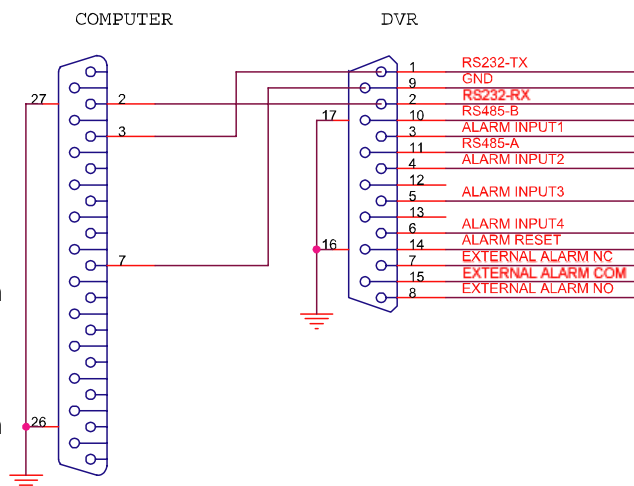 COMPUTER
DVR
27
2
3
7
26
17
16
1 RS232-TX
9 GND
2 RS232-RX
10 RS485-B
3 ALARM INPUT1
11 RS485-A
4 ALARM INPUT2
12
5 ALARM INPUT3
13
6 ALARM INPUT4
14 ALARM RESET
7 EXTERNAL ALARM NC
15 EXTERNAL ALARM COM
8 EXTERNAL ALARM NO